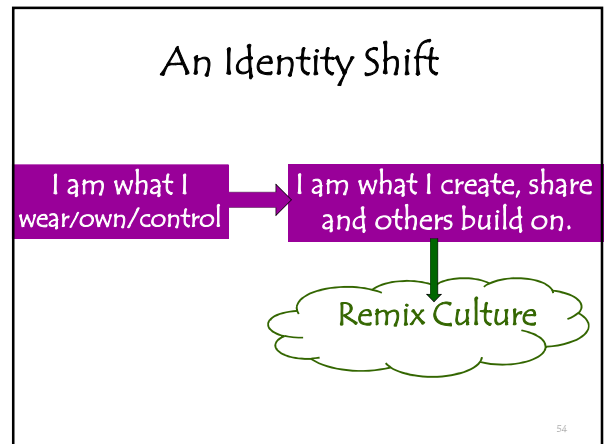 An Identity Shift
I am what I
wear/own/control
I am what I create, share
and others build on.
Remix Culture
54